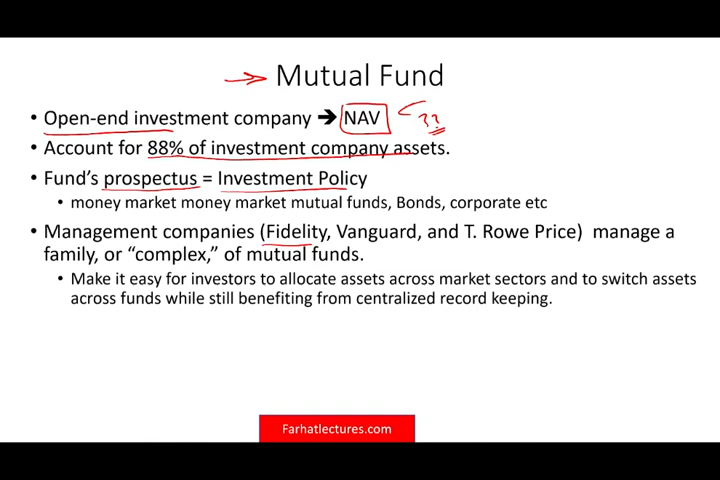 Mutual Fund
• Open-end investment company → NAV ??
• Account for 88% of investment company assets.
• Fund's prospectus = Investment Policy
• money market money market mutual funds, Bonds, corporate etc
• Management companies (Fidelity, Vanguard, and T. Rowe Price) manage a
family, or “complex,” of mutual funds.
• Make it easy for investors to allocate assets across market sectors and to switch assets
across funds while still benefiting from centralized record keeping.
Farhatlectures.com